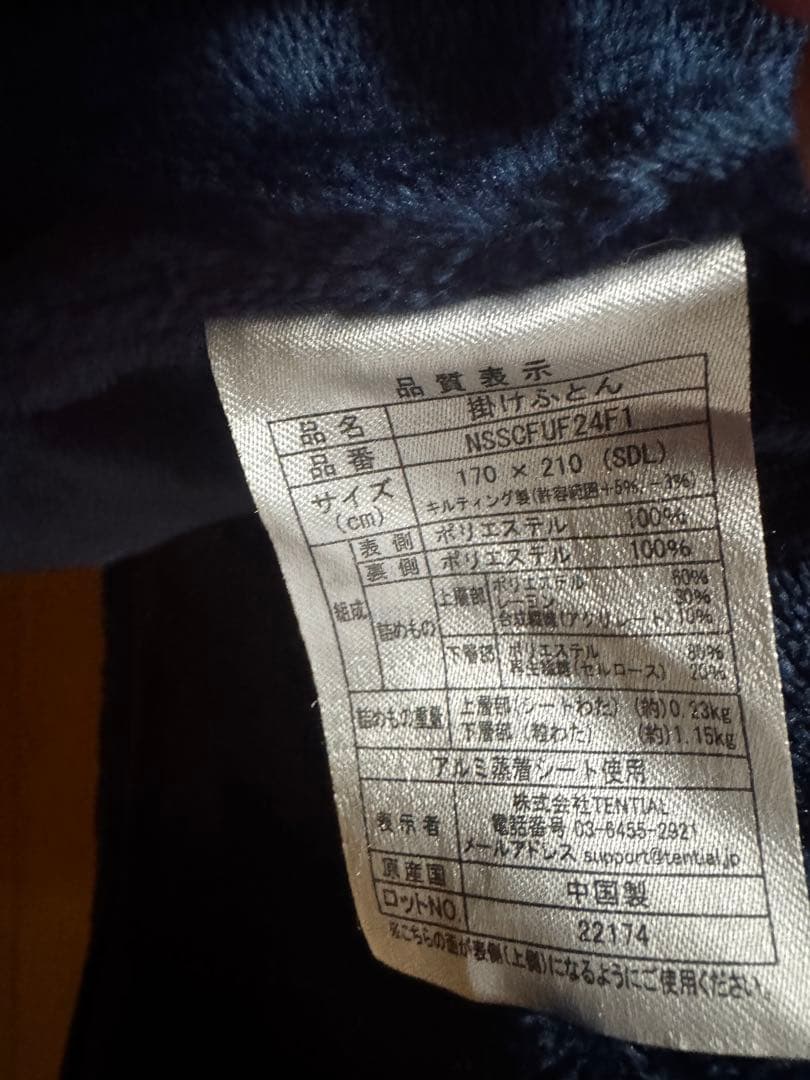 品質表示
品名 掛けふとん
品番 NSSCFUF24F1
サイズ(cm) 170 × 210 (SDL)
キルティング製(許容範囲+5%, -3%)
組成 表側 ポリエステル 100%
裏側 ポリエステル 100%
詰めもの 上層部 ポリエステル 60%
レーヨン 30%
合成繊維(アクリレート) 10%
下層部 ポリエステル 80%
再生繊維(セルロース) 20%
詰めもの重量 上層部(シートわた) (約)0.23kg
下層部(粒わた) (約)1.15kg
アルミ蒸着シート使用
表示者 株式会社TENTIAL
電話番号 03-6455-2921
メールアドレス support@tential.jp
原産国 中国製
ロットNO. 22174
※こちらの面が表側(上側)になるようにご使用ください。